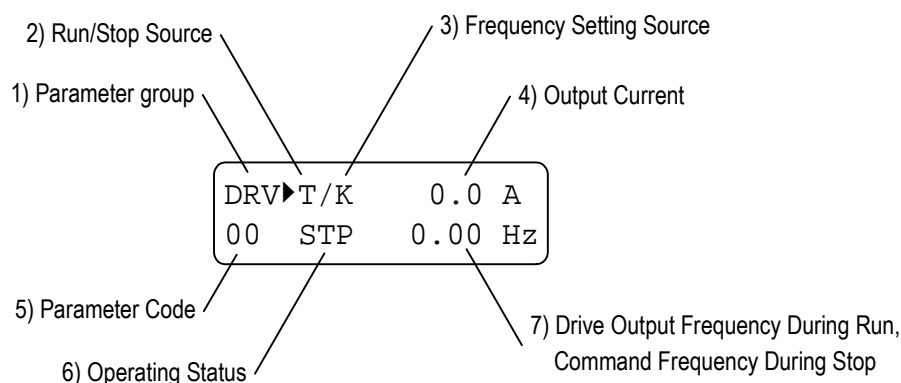 2) Run/Stop Source
3) Frequency Setting Source
1) Parameter group
4) Output Current
DRV▶T/K 0.0 A
00 STP 0.00 Hz
5) Parameter Code
7) Drive Output Frequency During Run,
Command Frequency During Stop
6) Operating Status